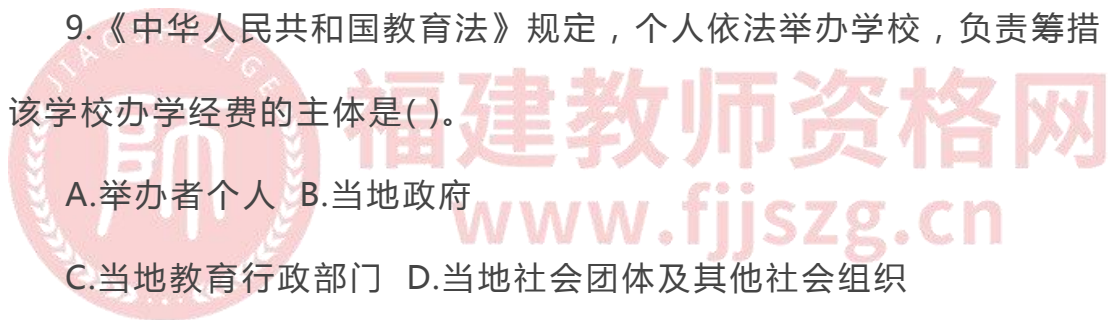 9.《中华人民共和国教育法》规定，个人依法举办学校，负责筹措
该学校办学经费的主体是( )。
A.举办者个人 B.当地政府
C.当地教育行政部门 D.当地社会团体及其他社会组织
福建教师资格网
www.fjjszg.cn